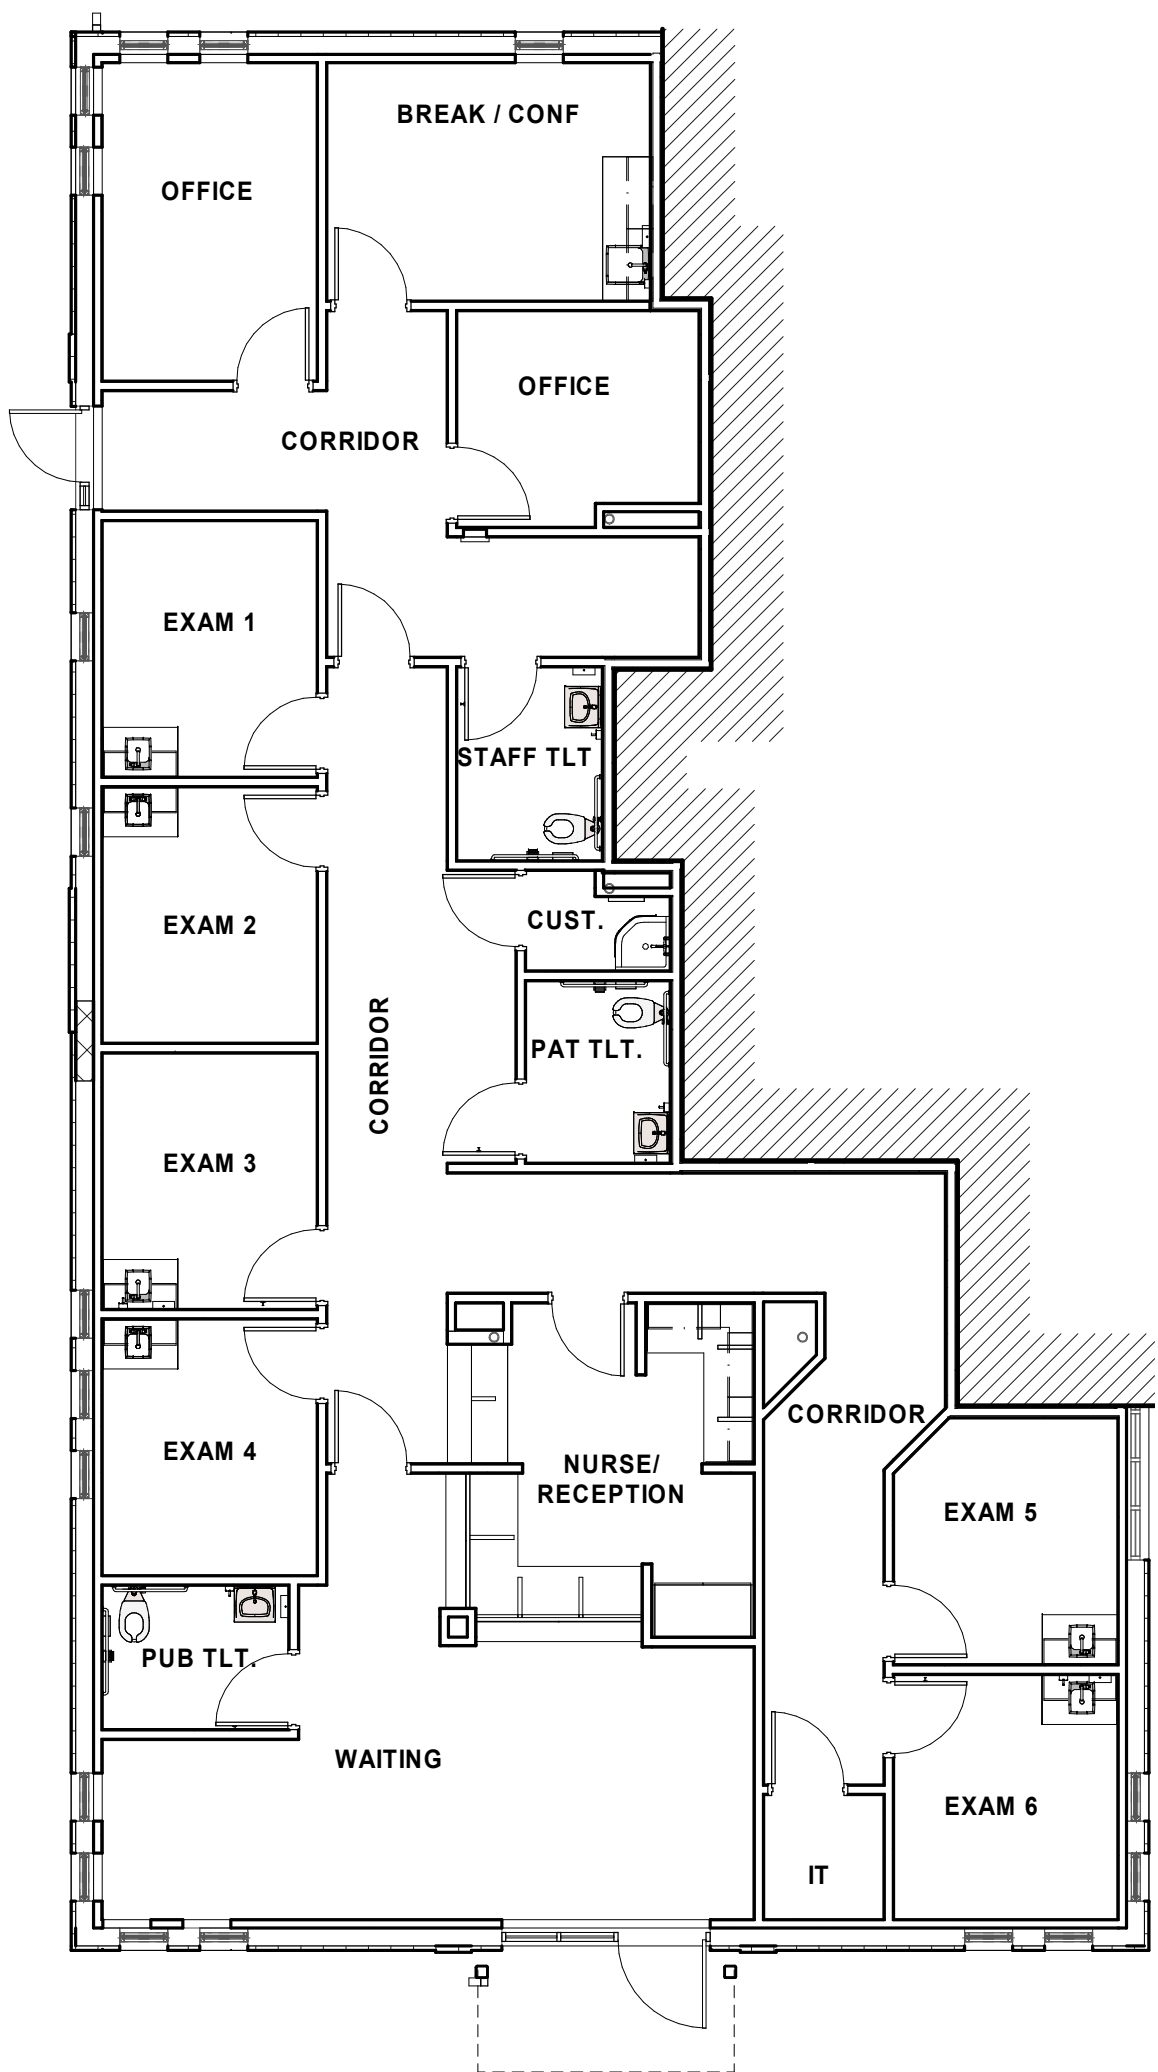 BREAK / CONF
OFFICE
OFFICE
CORRIDOR
EXAM 1
STAFF TLT
CUST.
EXAM 2
CORRIDOR
PAT TLT.
EXAM 3
CORRIDOR
EXAM 4
NURSE/
RECEPTION
EXAM 5
PUB TLT.
WAITING
EXAM 6
IT